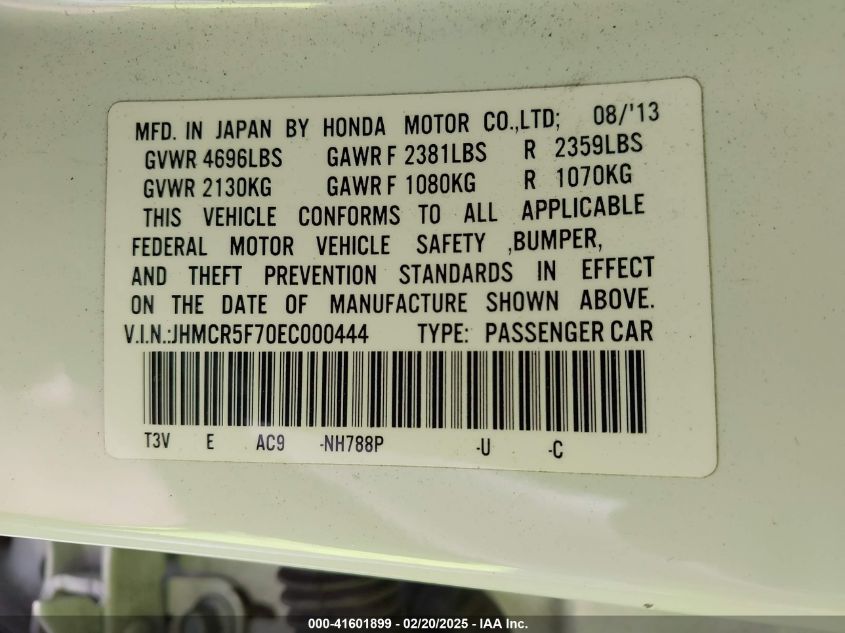 MFD. IN JAPAN BY HONDA MOTOR CO.,LTD; 08/'13
GVWR 4696LBS GAWR F 2381LBS R 2359LBS
GVWR 2130KG GAWR F 1080KG R 1070KG
THIS VEHICLE CONFORMS TO ALL APPLICABLE
FEDERAL MOTOR VEHICLE SAFETY ,BUMPER,
AND THEFT PREVENTION STANDARDS IN EFFECT
ON THE DATE OF MANUFACTURE SHOWN ABOVE.
V.I.N.:JHMCR5F70EC000444 TYPE: PASSENGER CAR
T3V E AC9 -NH788P -U -C
000-41601899 - 02/20/2025 - IAA Inc.